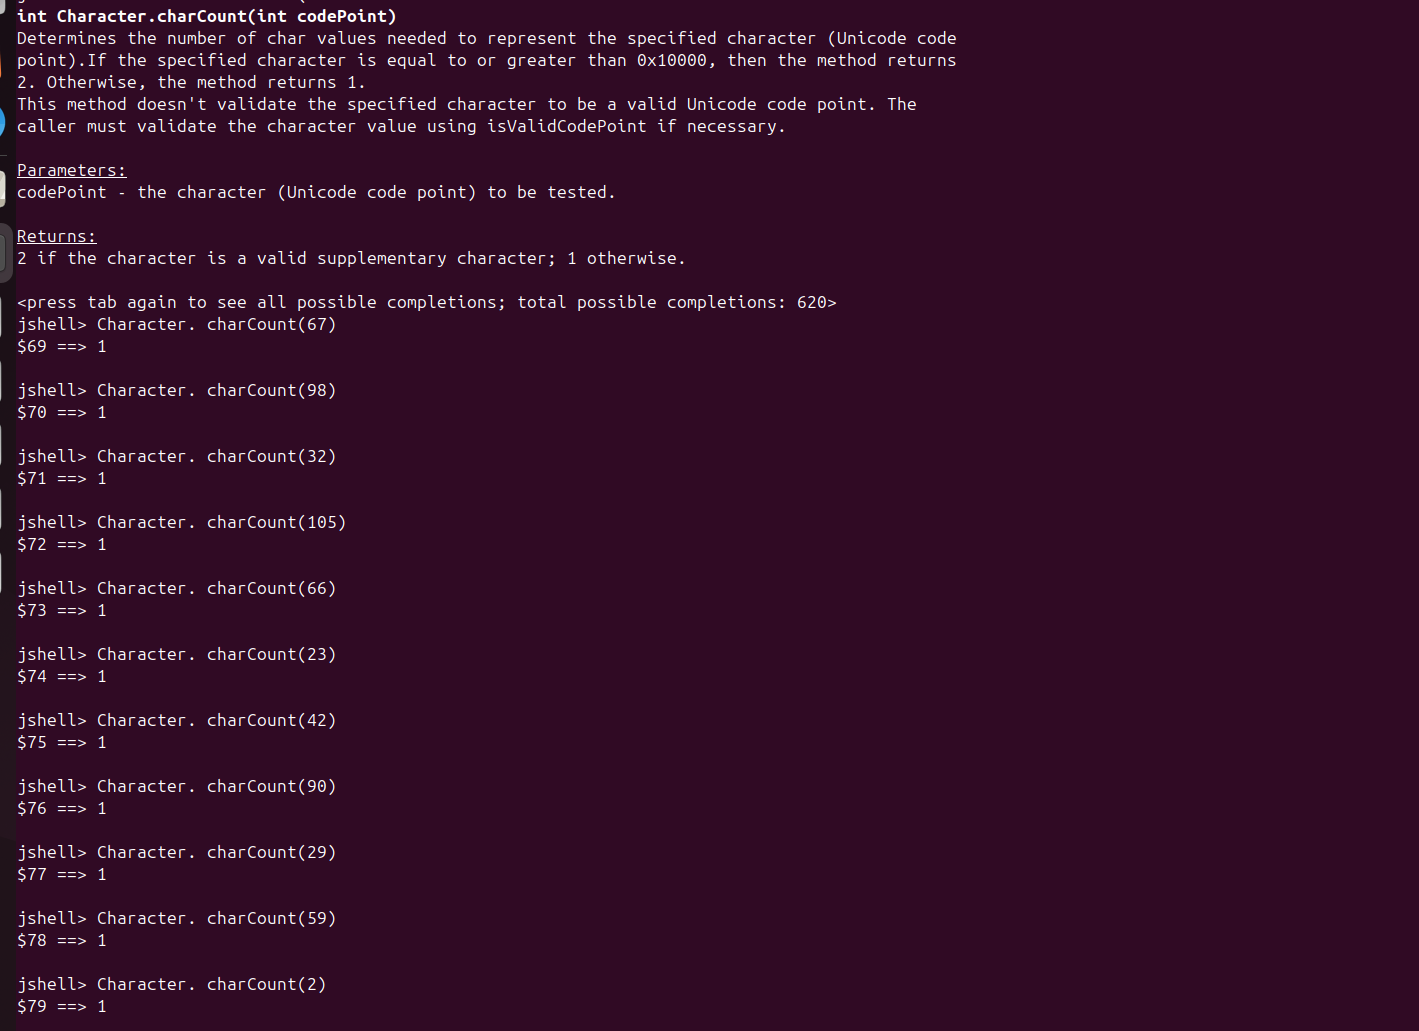 int Character.charCount(int codePoint)
Determines the number of char values needed to represent the specified character (Unicode code
point).If the specified character is equal to or greater than 0x10000, then the method returns
2. Otherwise, the method returns 1.
This method doesn't validate the specified character to be a valid Unicode code point. The
caller must validate the character value using isValidCodePoint if necessary.
Parameters:
codePoint - the character (Unicode code point) to be tested.
Returns:
2 if the character is a valid supplementary character; 1 otherwise.
<press tab again to see all possible completions; total possible completions: 620>
jshell> Character. charCount(67)
$69 ==> 1
jshell> Character. charCount(98)
$70 ==> 1
jshell> Character. charCount(32)
$71 ==> 1
jshell> Character. charCount(105)
$72 ==> 1
jshell> Character. charCount(66)
$73 ==> 1
jshell> Character. charCount(23)
$74 ==> 1
jshell> Character. charCount(42)
$75 ==> 1
jshell> Character. charCount(90)
$76 ==> 1
jshell> Character. charCount(29)
$77 ==> 1
jshell> Character. charCount(59)
$78 ==> 1
jshell> Character. charCount(2)
$79 ==> 1